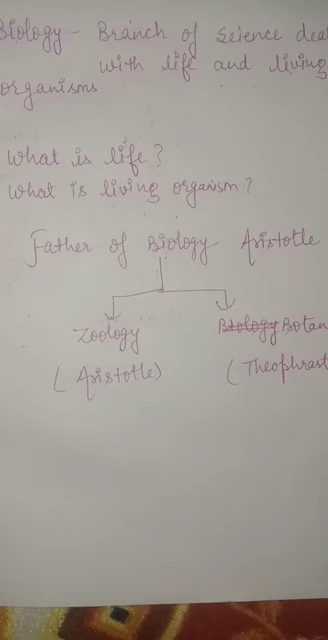 Biology - Branch of science deal
with life and living
organisms.
What is life?
What is living organism?
Father of Biology Aristotle
Zoology Biology Botan
(Aristotle) (Theophrast